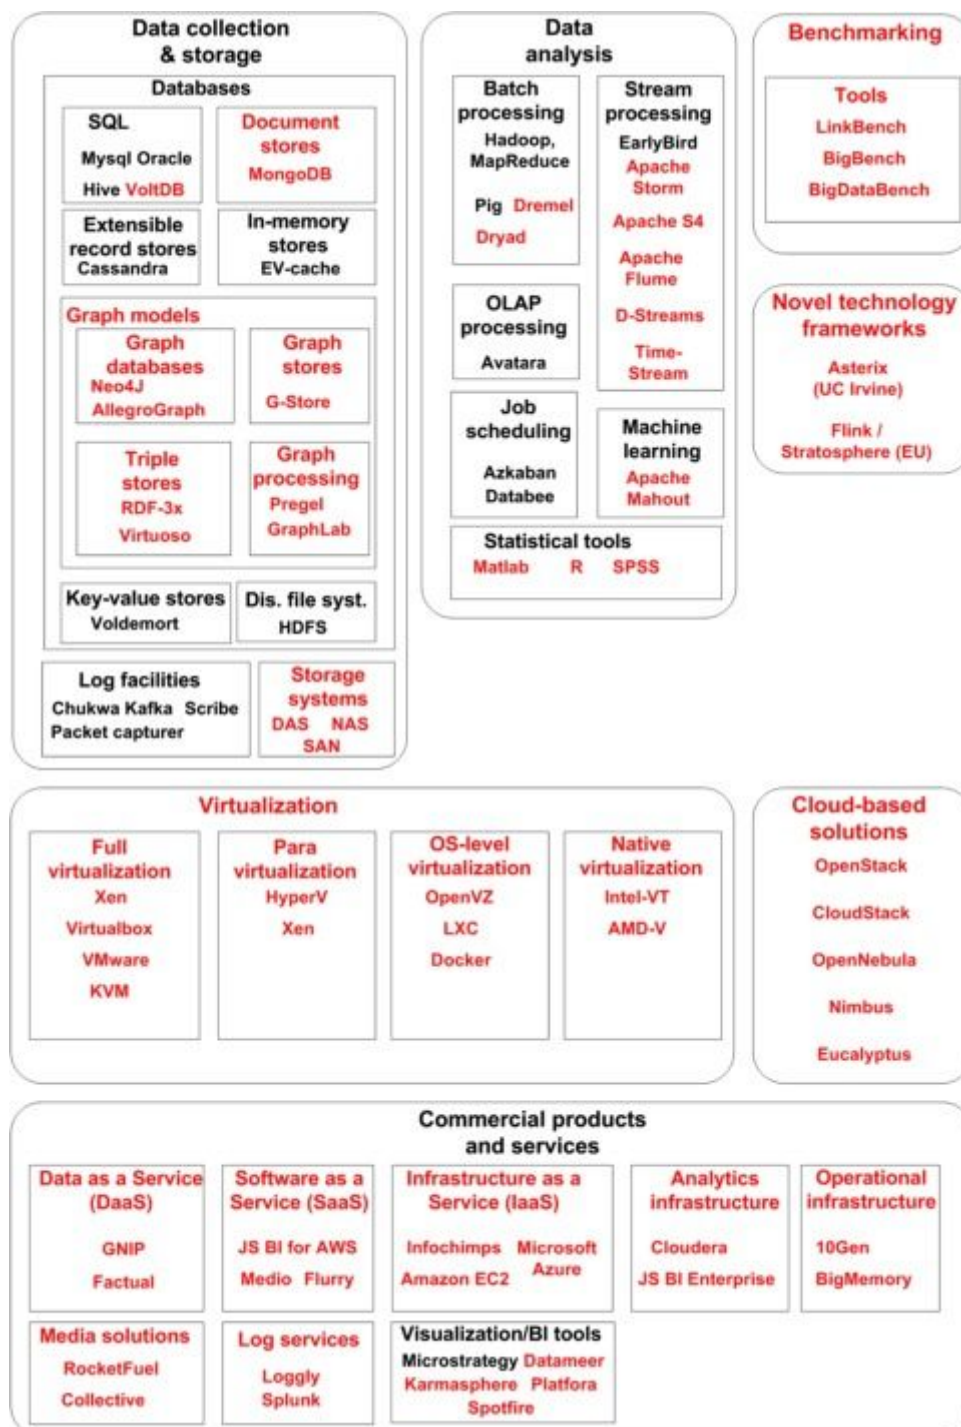 Data collection
& storage
Databases
SQL
Mysql Oracle
Hive VoltDB
Document
stores
MongoDB
Extensible
record stores
Cassandra
In-memory
stores
EV-cache
Graph models
Graph
databases
Neo4J
AllegroGraph
Graph
stores
G-Store
Triple
stores
RDF-3x
Virtuoso
Graph
processing
Pregel
GraphLab
Key-value stores
Voldemort
Dis. file syst.
HDFS
Log facilities
Chukwa Kafka Scribe
Packet capturer
Storage
systems
DAS NAS
SAN
Data
analysis
Batch
processing
Hadoop,
MapReduce
Pig Dremel
Dryad
Stream
processing
EarlyBird
Apache
Storm
Apache S4
Apache
Flume
D-Streams
Time-
Stream
OLAP
processing
Avatara
Job
scheduling
Azkaban
Databee
Machine
learning
Apache
Mahout
Statistical tools
Matlab R SPSS
Benchmarking
Tools
LinkBench
BigBench
BigDataBench
Novel technology
frameworks
Asterix
(UC Irvine)
Flink /
Stratosphere (EU)
Virtualization
Full
virtualization
Xen
Virtualbox
VMware
KVM
Para
virtualization
HyperV
Xen
OS-level
virtualization
OpenVZ
LXC
Docker
Native
virtualization
Intel-VT
AMD-V
Cloud-based
solutions
OpenStack
CloudStack
OpenNebula
Nimbus
Eucalyptus
Commercial products
and services
Data as a Service
(DaaS)
GNIP
Factual
Software as a
Service (SaaS)
JS BI for AWS
Medio Flurry
Infrastructure as a
Service (IaaS)
Infochimps Microsoft
Azure
Amazon EC2
Analytics
infrastructure
Cloudera
JS BI Enterprise
Operational
infrastructure
10Gen
BigMemory
Media solutions
RocketFuel
Collective
Log services
Loggly
Splunk
Visualization/BI tools
Microstrategy Datameer
Karmasphere Platfora
Spotfire